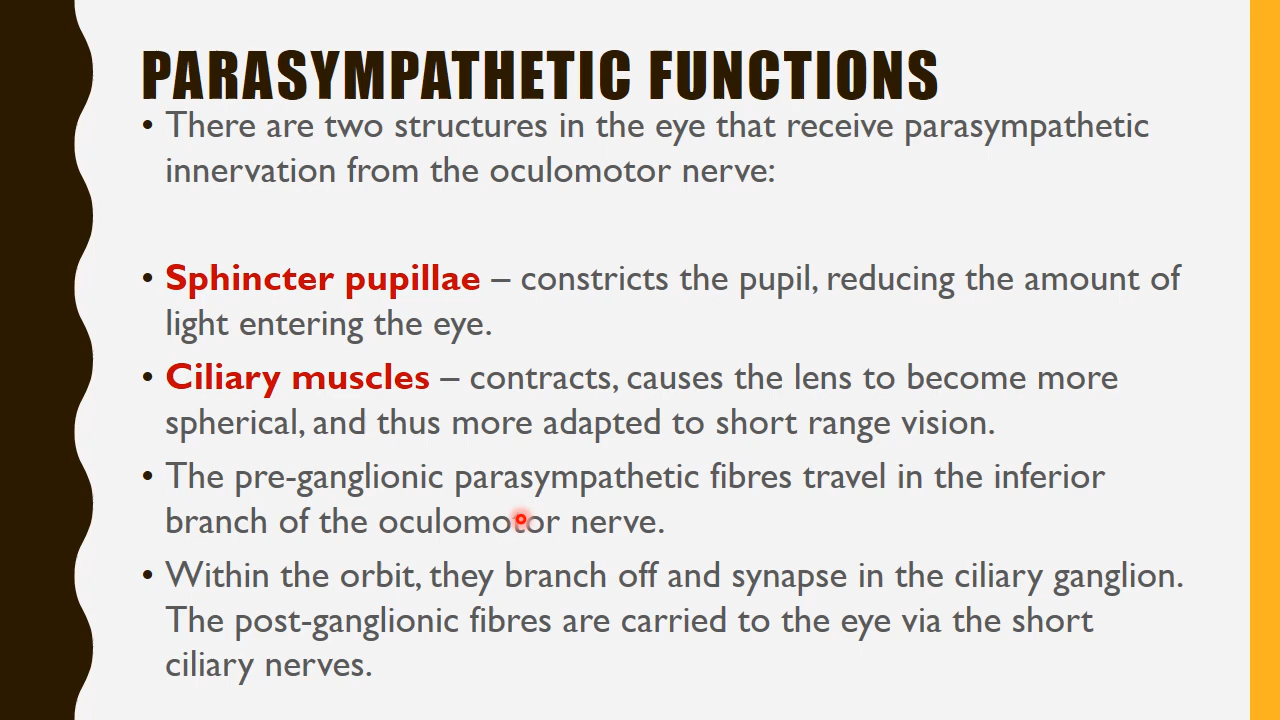 PARASYMPATHETIC FUNCTIONS
• There are two structures in the eye that receive parasympathetic
innervation from the oculomotor nerve:
• Sphincter pupillae – constricts the pupil, reducing the amount of
light entering the eye.
• Ciliary muscles – contracts, causes the lens to become more
spherical, and thus more adapted to short range vision.
• The pre-ganglionic parasympathetic fibres travel in the inferior
branch of the oculomotor nerve.
• Within the orbit, they branch off and synapse in the ciliary ganglion.
The post-ganglionic fibres are carried to the eye via the short
ciliary nerves.